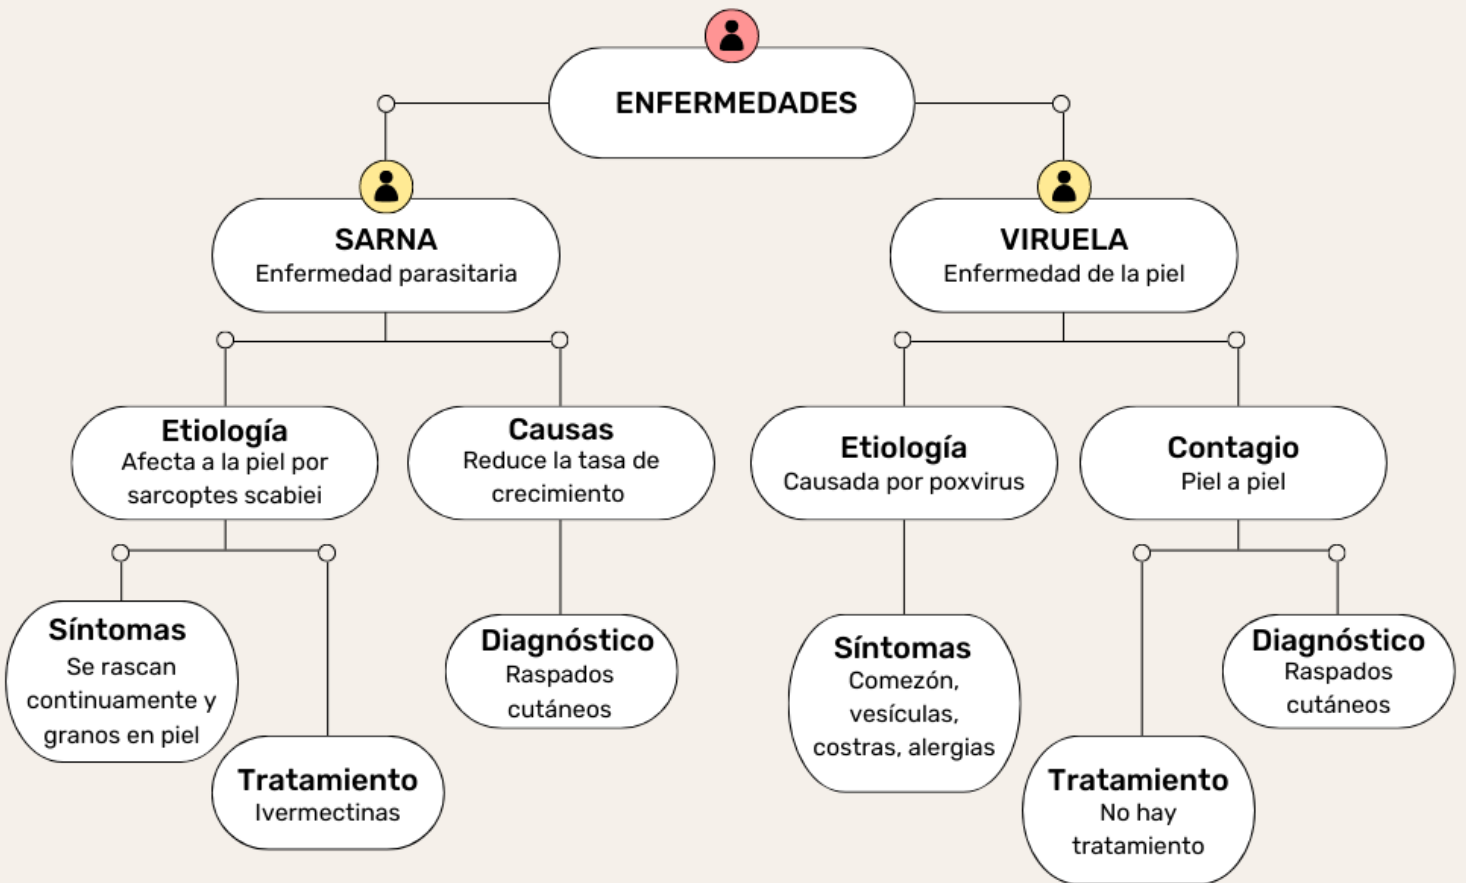 ENFERMEDADES
SARNA
Enfermedad parasitaria
VIRUELA
Enfermedad de la piel
Etiología
Afecta a la piel por
sarcoptes scabiei
Causas
Reduce la tasa de
crecimiento
Etiología
Causada por poxvirus
Contagio
Piel a piel
Síntomas
Se rascan
continuamente y
granos en piel
Tratamiento
Ivermectinas
Diagnóstico
Raspados
cutáneos
Síntomas
Comezón,
vesículas,
costras, alergias
Tratamiento
No hay
tratamiento
Diagnóstico
Raspados
cutáneos